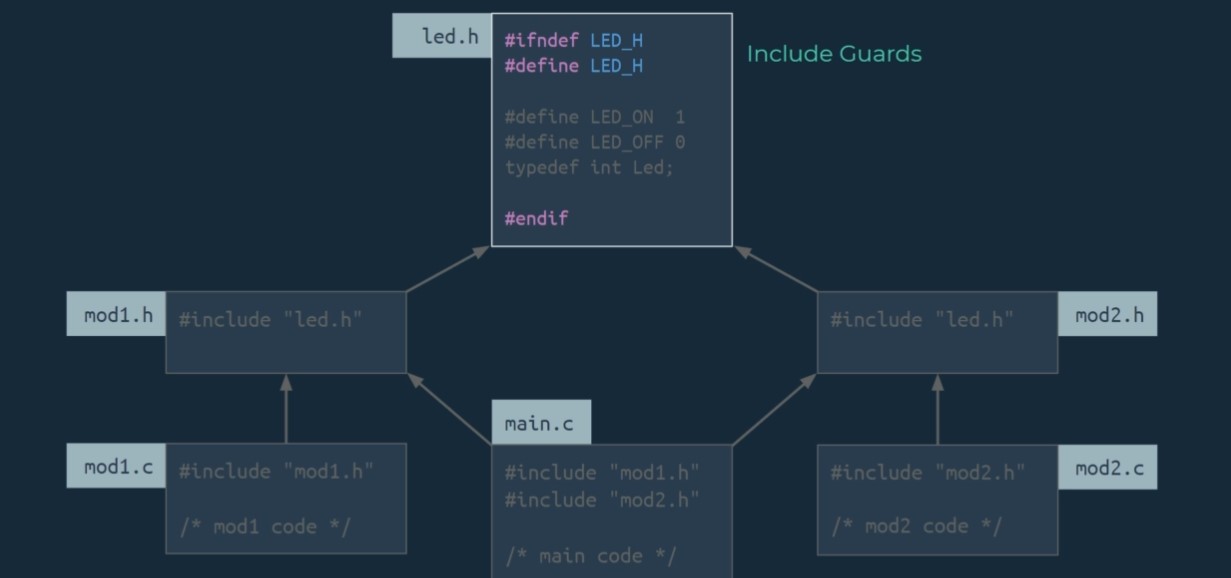 led.h
#ifndef LED_H
#define LED_H
#define LED_ON  1
#define LED_OFF 0
typedef int Led;
#endif
Include Guards
mod1.h
#include "led.h"
#include "led.h"
mod2.h
mod1.c
#include "mod1.h"
/* mod1 code */
main.c
#include "mod1.h"
#include "mod2.h"
/* main code */
#include "mod2.h"
/* mod2 code */
mod2.c